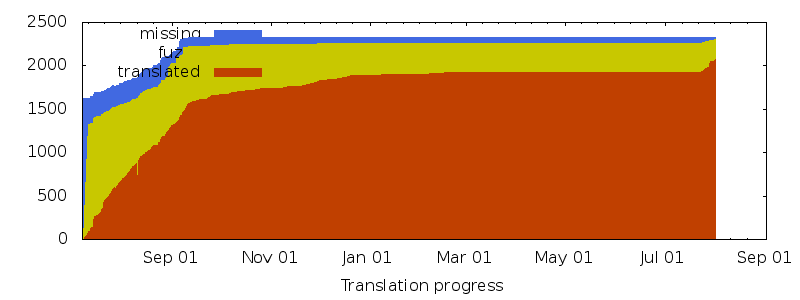 2500
missing
fuz
2000
translated
1500
1000
500
0
Sep 01 Nov 01 Jan 01 Mar 01 May 01 Jul 01 Sep 01
Translation progress